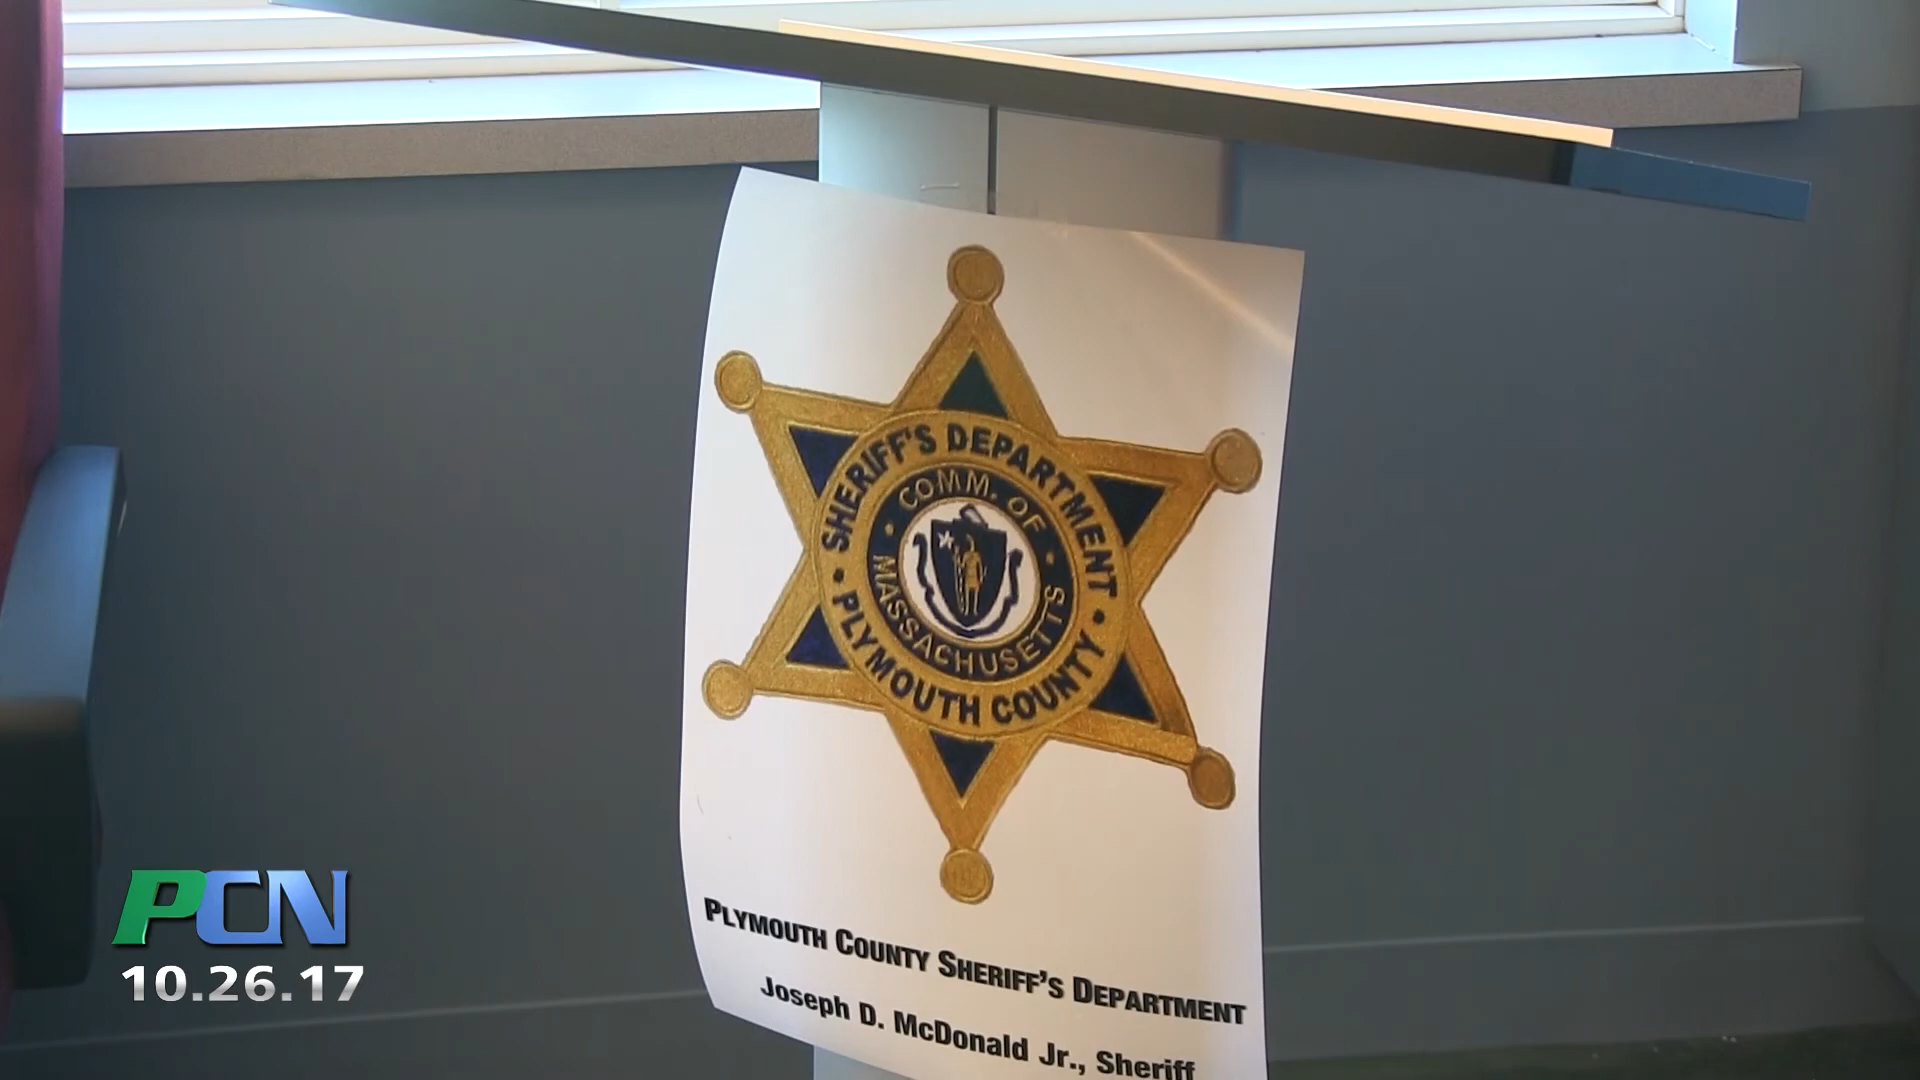 SHERIFF'S DEPARTMENT
COMM. OF
MASSACHUSETTS
PLYMOUTH COUNTY
PLYMOUTH COUNTY SHERIFF'S DEPARTMENT
Joseph D. McDonald Jr., Sheriff
PCN
10.26.17